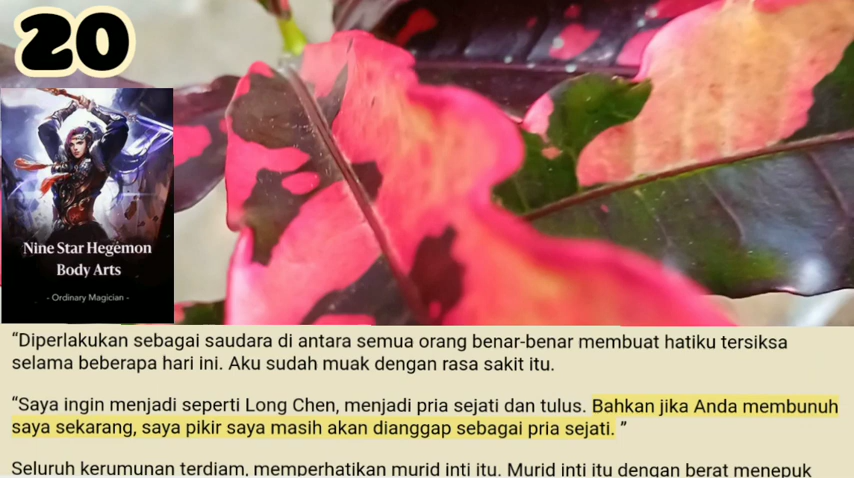 20
Nine Star Hegemon
Body Arts
- Ordinary Magician -
“Diperlakukan sebagai saudara di antara semua orang benar-benar membuat hatiku tersiksa
selama beberapa hari ini. Aku sudah muak dengan rasa sakit itu.
“Saya ingin menjadi seperti Long Chen, menjadi pria sejati dan tulus. Bahkan jika Anda membunuh
saya sekarang, saya pikir saya masih akan dianggap sebagai pria sejati. ”
Seluruh kerumunan terdiam, memperhatikan murid inti itu. Murid inti itu dengan berat menepuk